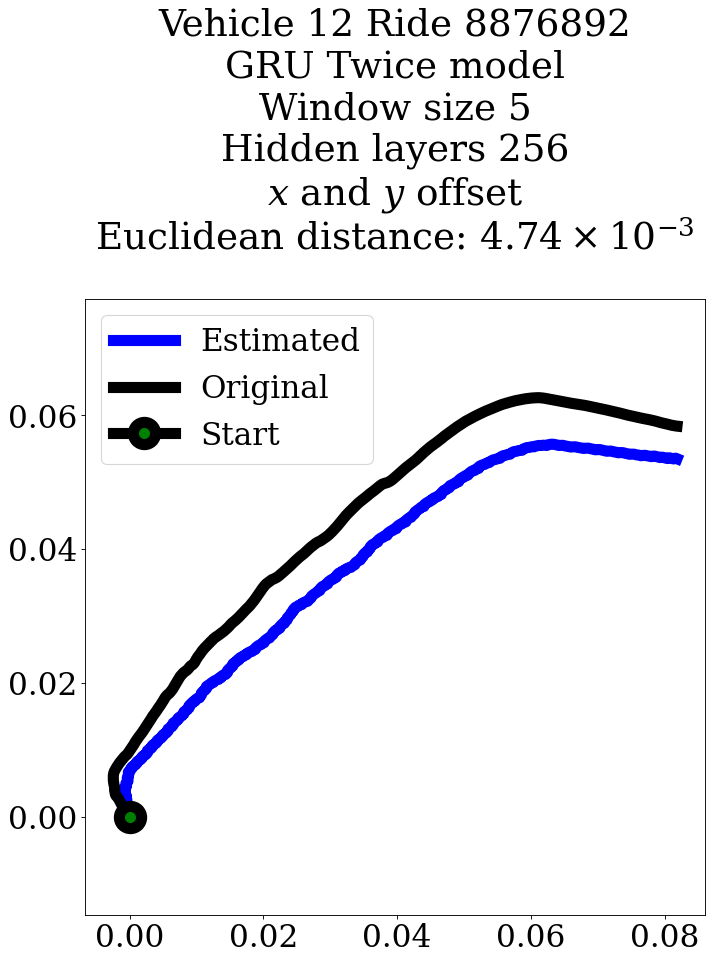 Vehicle 12 Ride 8876892
GRU Twice model
Window size 5
Hidden layers 256
x and y offset
Euclidean distance: 4.74 × 10⁻³
Estimated
Original
Start
0.06
0.04
0.02
0.00
0.00 0.02 0.04 0.06 0.08